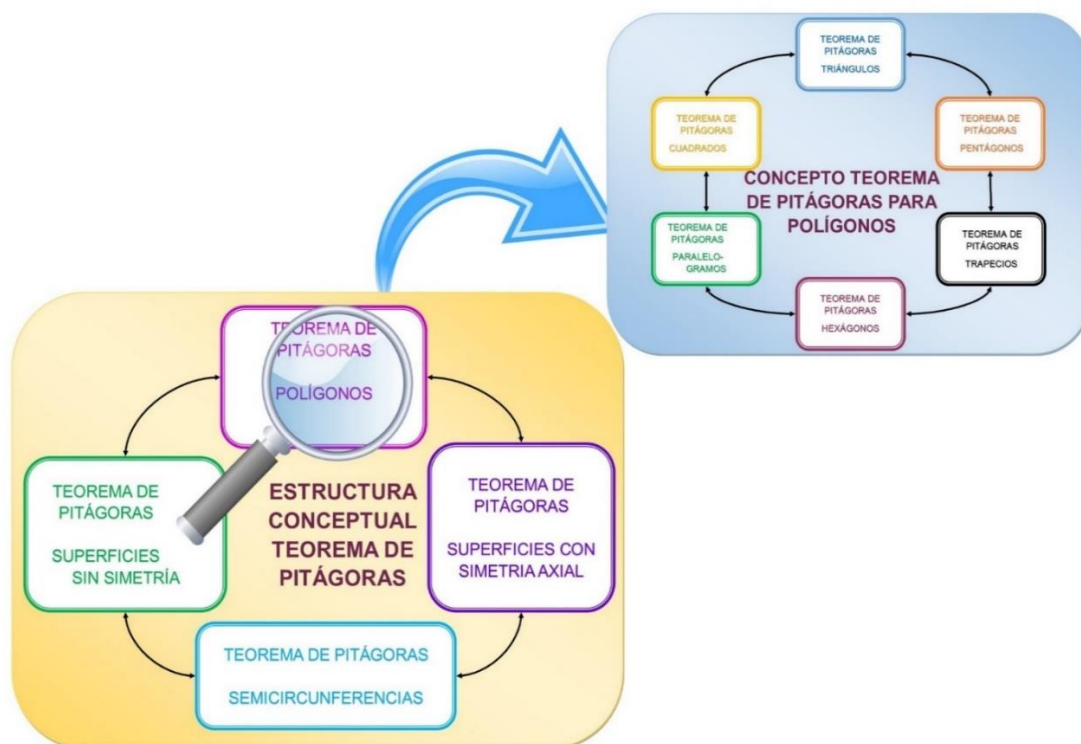 TEOREMA DE
PITÁGORAS
TRIÁNGULOS
TEOREMA DE
PITÁGORAS
CUADRADOS
TEOREMA DE
PITÁGORAS
PENTÁGONOS
CONCEPTO TEOREMA
DE PITÁGORAS PARA
POLÍGONOS
TEOREMA DE
PITÁGORAS
PARALELO-
GRAMOS
TEOREMA DE
PITÁGORAS
TRAPECIOS
TEOREMA DE
PITÁGORAS
HEXÁGONOS
TEOREMA DE
PITÁGORAS
POLÍGONOS
TEOREMA DE
PITÁGORAS
SUPERFICIES
SIN SIMETRÍA
ESTRUCTURA
CONCEPTUAL
TEOREMA DE
PITÁGORAS
TEOREMA DE
PITÁGORAS
SUPERFICIES CON
SIMETRIA AXIAL
TEOREMA DE PITÁGORAS
SEMICIRCUNFERENCIAS